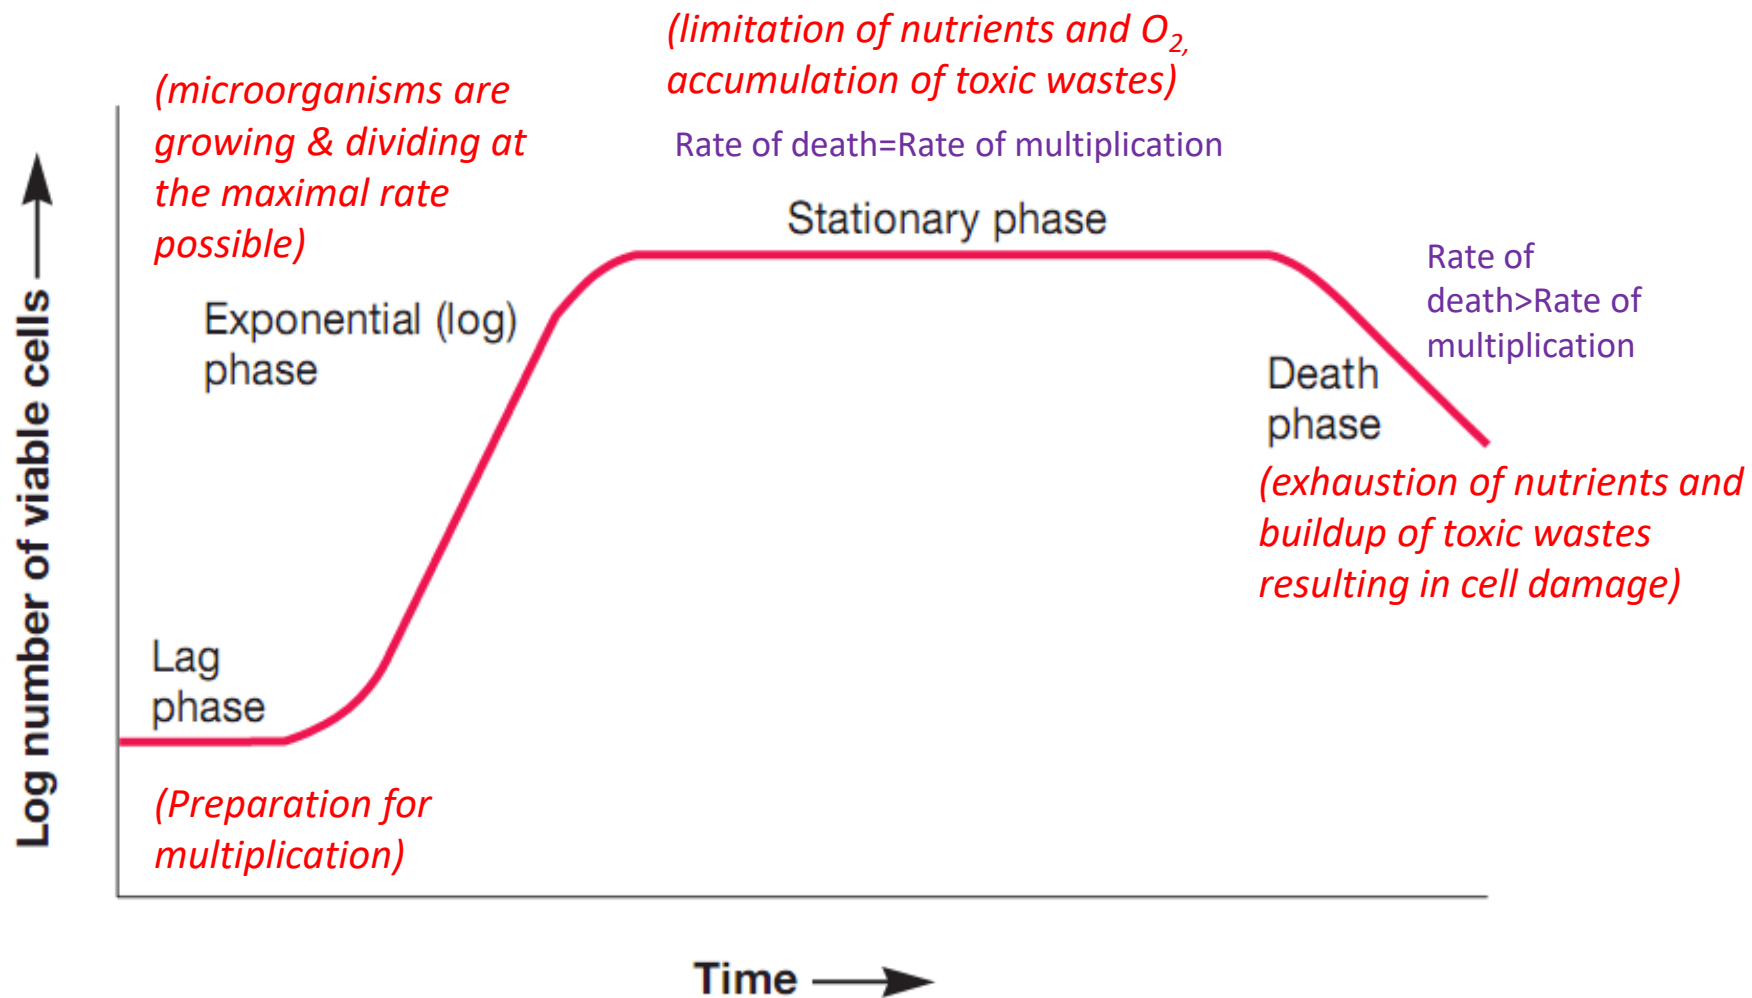 (limitation of nutrients and O2,
accumulation of toxic wastes)
Rate of death=Rate of multiplication
(microorganisms are
growing & dividing at
the maximal rate
possible)
Stationary phase
Exponential (log)
phase
Rate of
death>Rate of
multiplication
Death
phase
(exhaustion of nutrients and
buildup of toxic wastes
resulting in cell damage)
Lag
phase
(Preparation for
multiplication)
Log number of viable cells
Time